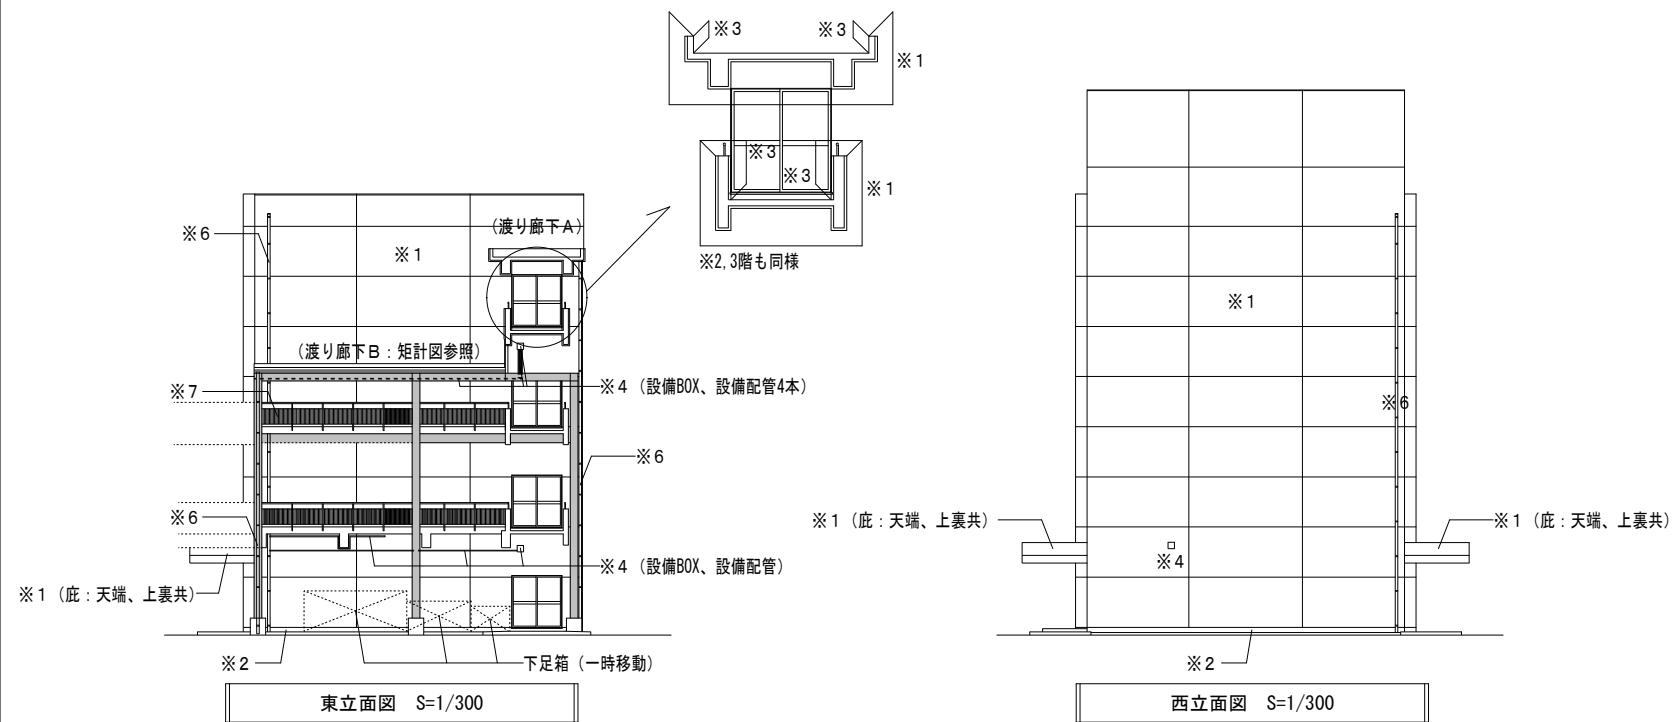 ※3
※3
※1
※3
※3
※1
※2,3階も同様
(渡り廊下A)
※6
※1
(渡り廊下B：矩計図参照)
※7
※4 (設備BOX、設備配管4本)
※6
※6
※4 (設備BOX、設備配管)
※1 (庇：天端、上裏共)
※2
下足箱 (一時移動)
東立面図 S=1/300
※1
※6
※1 (庇：天端、上裏共)
※1 (庇：天端、上裏共)
※4
※2
西立面図 S=1/300